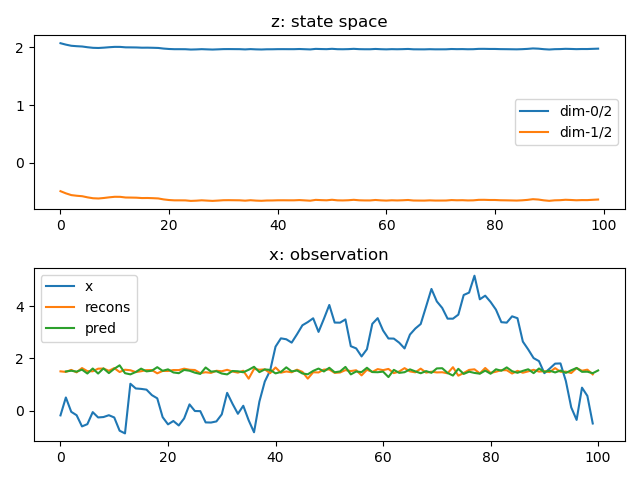 z: state space
2
1
0
dim-0/2
dim-1/2
0 20 40 60 80 100
x: observation
4
2
0
x
recons
pred
0 20 40 60 80 100